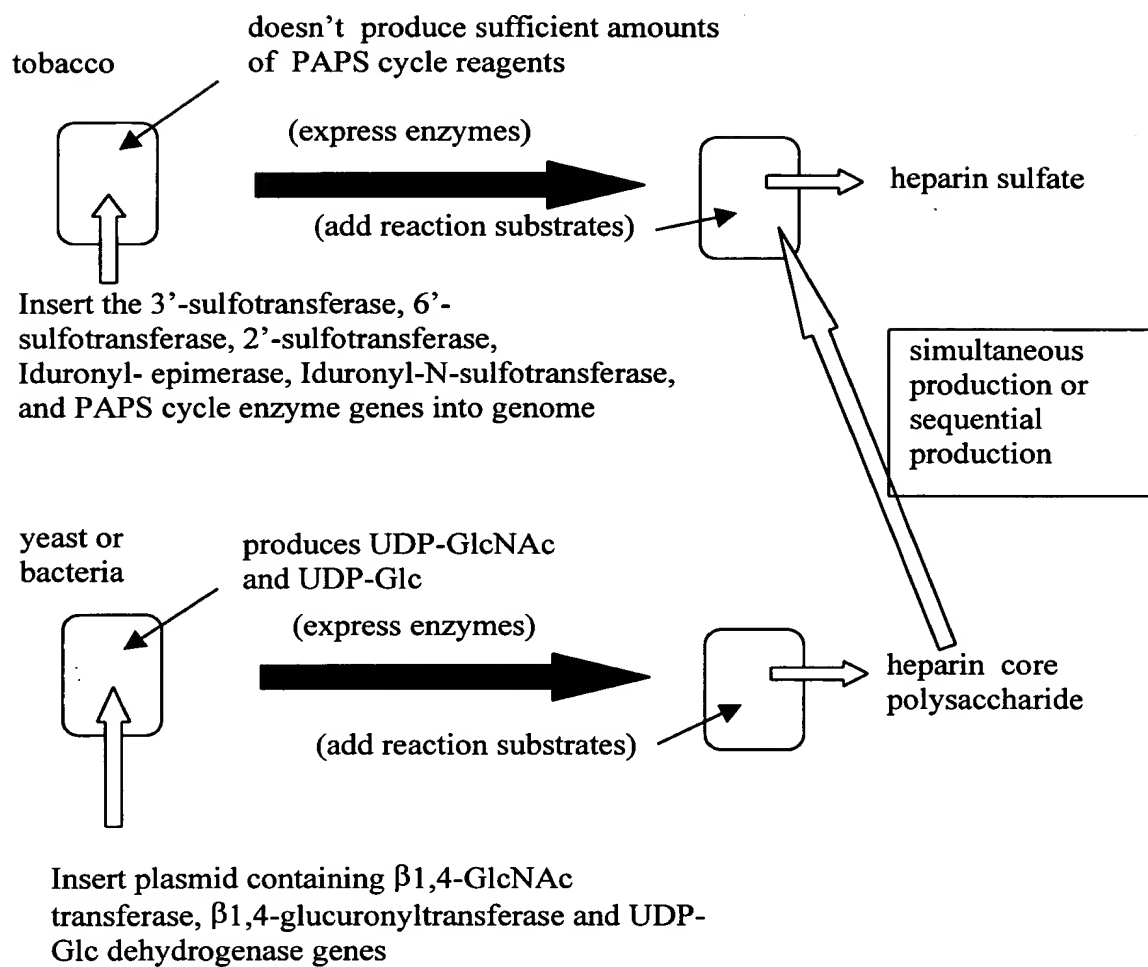 doesn't produce sufficient amounts
of PAPS cycle reagents
tobacco
(express enzymes)
heparin sulfate
(add reaction substrates)
Insert the 3'-sulfotransferase, 6'-
sulfotransferase, 2'-sulfotransferase,
Iduronyl- epimerase, Iduronyl-N-sulfotransferase,
and PAPS cycle enzyme genes into genome
simultaneous
production or
sequential
production
yeast or
bacteria
produces UDP-GlcNAc
and UDP-Glc
(express enzymes)
heparin core
polysaccharide
(add reaction substrates)
Insert plasmid containing β1,4-GlcNAc
transferase, β1,4-glucuronyltransferase and UDP-
Glc dehydrogenase genes